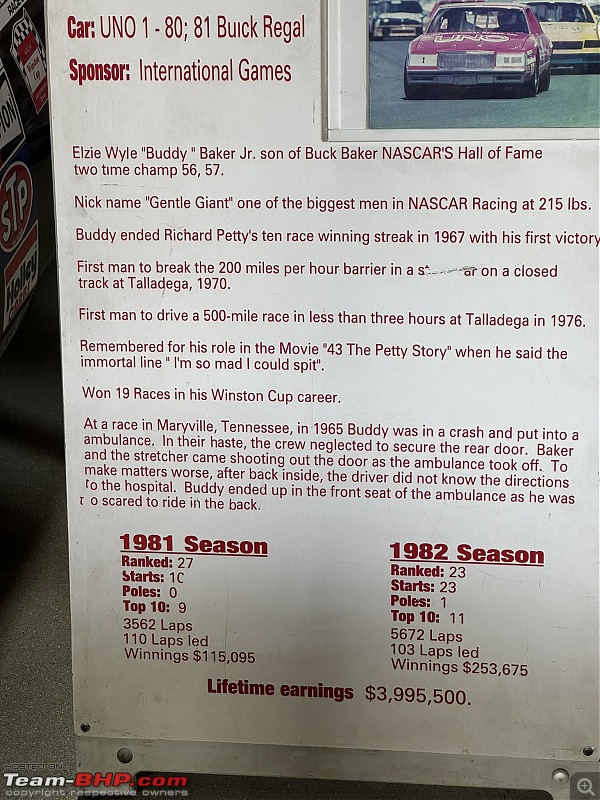 Car: UNO 1 - 80; 81 Buick Regal
Sponsor: International Games
UNO
1
STP
Holley
Elzie Wyle "Buddy " Baker Jr. son of Buck Baker NASCAR'S Hall of Fame
two time champ 56, 57.
Nick name "Gentle Giant" one of the biggest men in NASCAR Racing at 215 lbs.
Buddy ended Richard Petty's ten race winning streak in 1967 with his first victory
First man to break the 200 miles per hour barrier in a on a closed
track at Talladega, 1970.
First man to drive a 500-mile race in less than three hours at Talladega in 1976.
Remembered for his role in the Movie "43 The Petty Story" when he said the
immortal line " I'm so mad I could spit".
Won 19 Races in his Winston Cup career.
At a race in Maryville, Tennessee, in 1965 Buddy was in a crash and put into a
ambulance. In their haste, the crew neglected to secure the rear door. Baker
and the stretcher came shooting out the door as the ambulance took off. To
make matters worse, after back inside, the driver did not know the directions
to the hospital. Buddy ended up in the front seat of the ambulance as he was
o scared to ride in the back.
1981 Season
Ranked: 27
Starts:
Poles: 0
Top 10: 9
3562 Laps
110 Laps led
Winnings $115,095
1982 Season
Ranked: 23
Starts: 23
Poles: 1
Top 10: 11
5672 Laps
103 Laps led
Winnings $253,675
Lifetime earnings $3,995,500.
HOSTED ON
Team-BHP.com
copyright respective owners